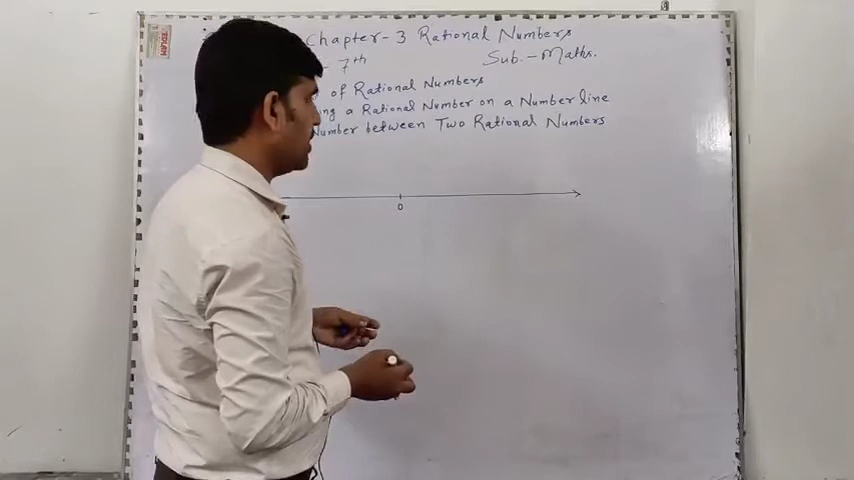 Chapter-3 Rational Numbers
- 7th Sub. - Maths.
of Rational Numbers
a Rational Number on a Number line
Number between Two Rational Numbers
0